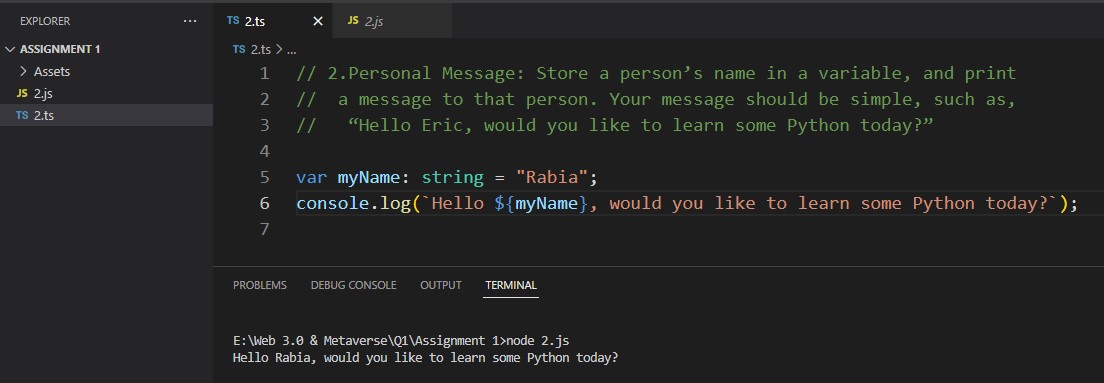 EXPLORER
...
ASSIGNMENT 1
Assets
JS 2.js
TS 2.ts
TS 2.ts ×
JS 2.js
TS 2.ts > ...
1 // 2.Personal Message: Store a person’s name in a variable, and print
2 //  a message to that person. Your message should be simple, such as,
3 //   “Hello Eric, would you like to learn some Python today?”
4
5 var myName: string = "Rabia";
6 console.log(`Hello ${myName}, would you like to learn some Python today?`);
7
PROBLEMS DEBUG CONSOLE OUTPUT TERMINAL
E:\Web 3.0 & Metaverse\Q1\Assignment 1>node 2.js
Hello Rabia, would you like to learn some Python today?